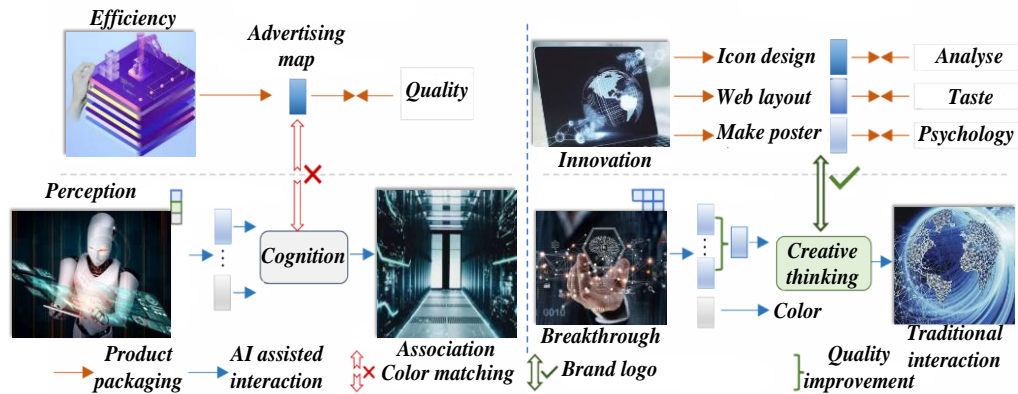 Efficiency
Advertising
map
Quality
Perception
Cognition
Association
Innovation
Icon design
Web layout
Make poster
Analyse
Taste
Psychology
0010
Breakthrough
Creative
thinking
Color
Traditional
interaction
Product
packaging
AI assisted
interaction
Color matching
Brand logo
Quality
improvement